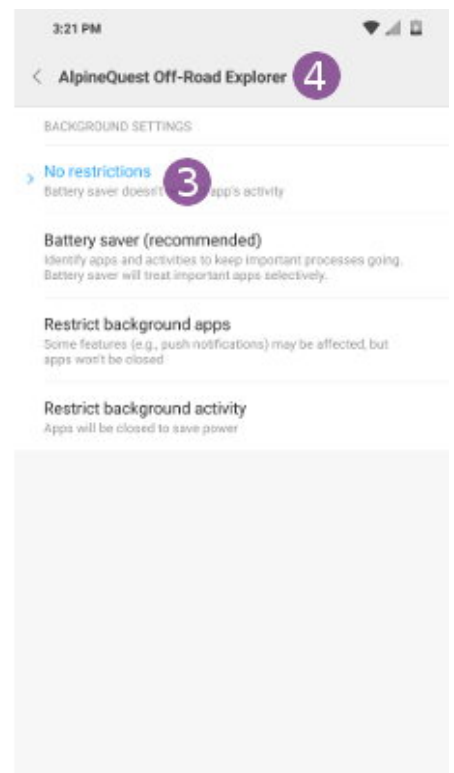 3:21 PM
AlpineQuest Off-Road Explorer 4
BACKGROUND SETTINGS
No restrictions
3
Battery saver doesn't app's activity
Battery saver (recommended)
Identify apps and activities to keep important processes going.
Battery saver will treat important apps selectively.
Restrict background apps
Some features (e.g., push notifications) may be affected, but
apps won't be closed
Restrict background activity
Apps will be closed to save power